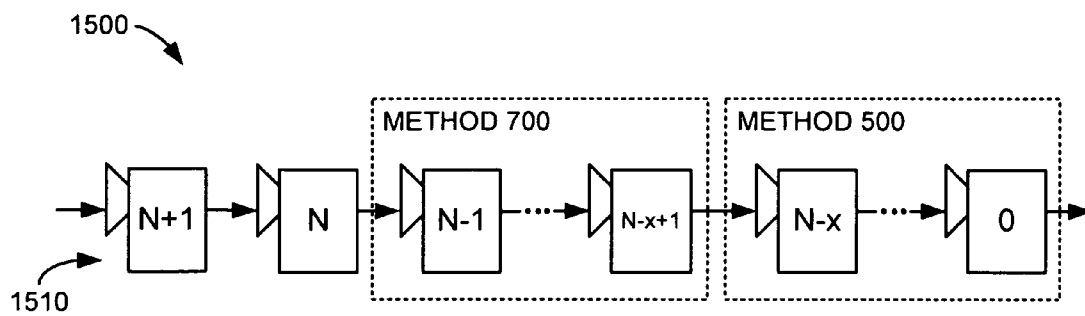 1500
METHOD 700
METHOD 500
N+1
N
N-1
N-x+1
N-x
0
1510